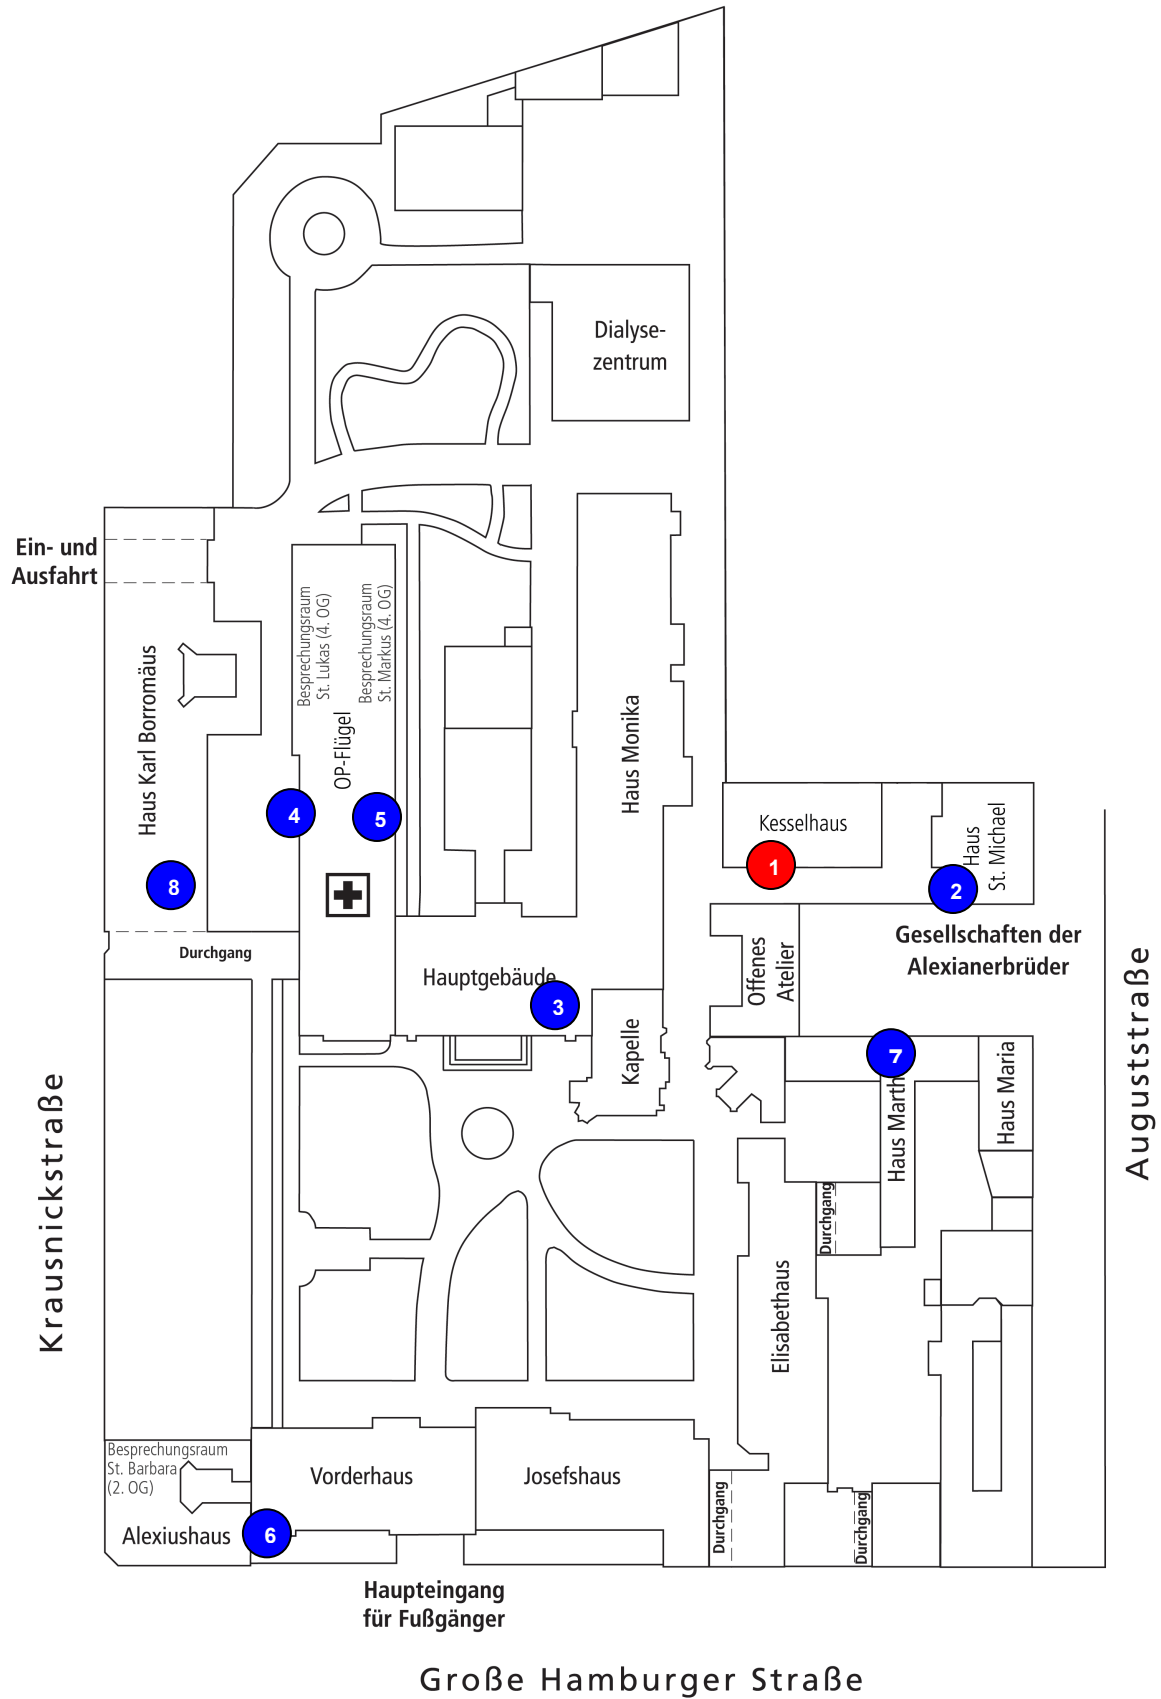 Dialyse-
zentrum
Ein- und
Ausfahrt
Besprechungsraum
St. Lukas (4. OG)
Besprechungsraum
St. Markus (4. OG)
OP-Flügel
Haus Karl Borromäus
Haus Monika
4
5
8
Kesselhaus
1
Haus
St. Michael
2
Gesellschaften der
Alexianerbrüder
Durchgang
Hauptgebäude
3
Kapelle
Offenes
Atelier
7
Haus Marth
Haus Maria
Auguststraße
Krausnickstraße
Durchgang
Elisabethaus
Besprechungsraum
St. Barbara
(2. OG)
Alexiushaus
6
Vorderhaus
Josefshaus
Durchgang
Durchgang
Haupteingang
für Fußgänger
Große Hamburger Straße